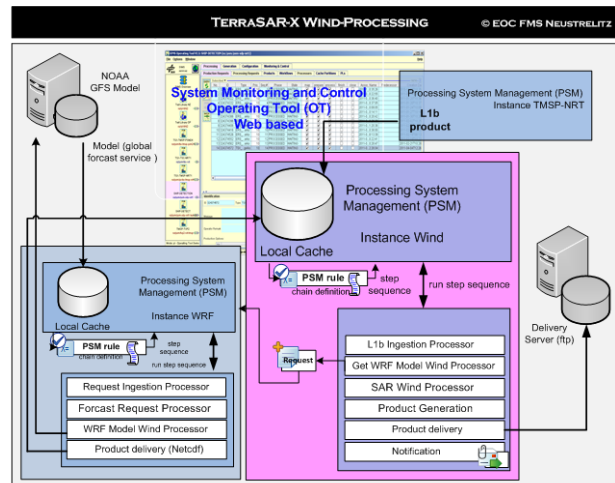 TERRASAR-X WIND-PROCESSING
© EOC FMS NEUSTRELITZ
NOAA
GFS Model
System Monitoring and Control
Operating Tool (OT)
Web based
Processing System Management (PSM)
Instance TMSP-NRT
L1b
product
Model (global
forcast service )
Processing System
Management (PSM)
Instance Wind
Local Cache
PSM rule
chain definition
step
sequence
run step sequence
Processing System
Management (PSM)
Instance WRF
Local Cache
PSM rule
chain definition
step
sequence
run step sequence
Delivery
Server (ftp)
Request
L1b Ingestion Processor
Get WRF Model Wind Processor
SAR Wind Processor
Product Generation
Product delivery
Notification
Request Ingestion Processor
Forcast Request Processor
WRF Model Wind Processor
Product delivery (Netcdf)